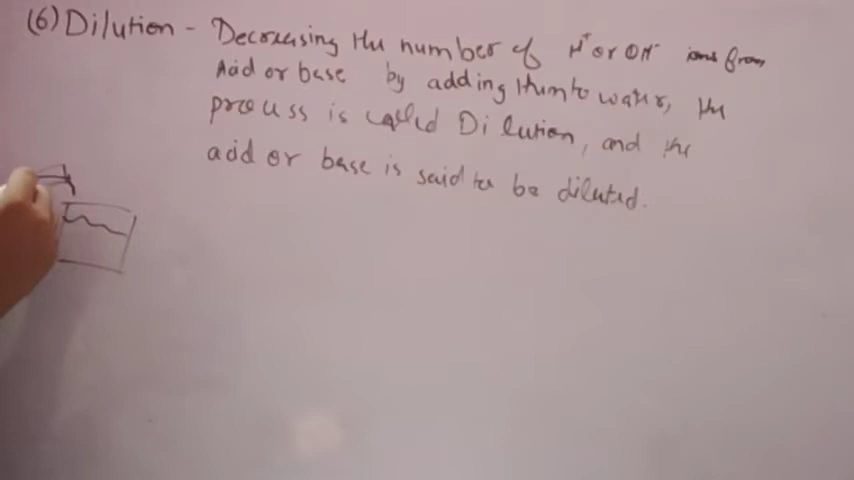 (6) Dilution - Decreasing the number of H⁺ or OH⁻ ions from
Acid or base by adding them to water, the
process is called Dilution, and the
acid or base is said to be diluted.